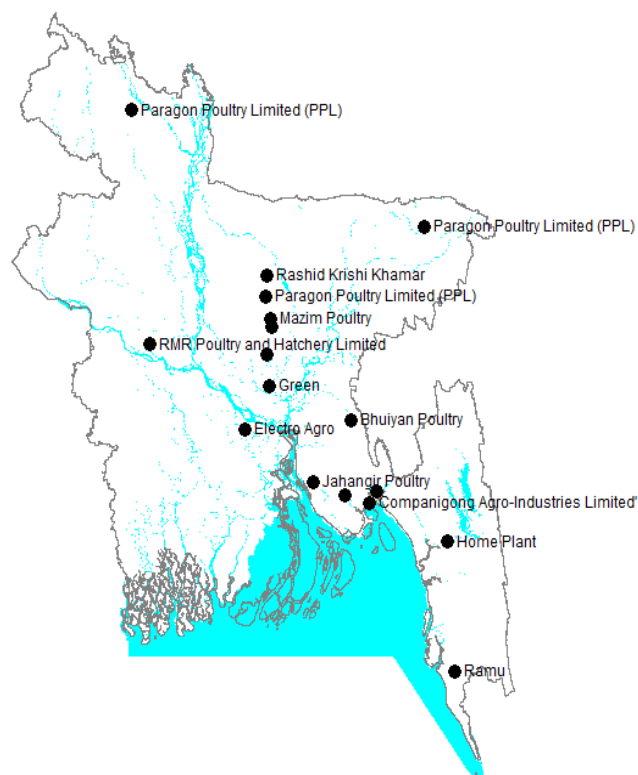 Paragon Poultry Limited (PPL)
Paragon Poultry Limited (PPL)
Rashid Krishi Khamar
Paragon Poultry Limited (PPL)
Mazim Poultry
RMR Poultry and Hatchery Limited
Green
Bhuiyan Poultry
Electro Agro
Jahangir Poultry
Companigong Agro-Industries Limited'
Home Plant
Ramu